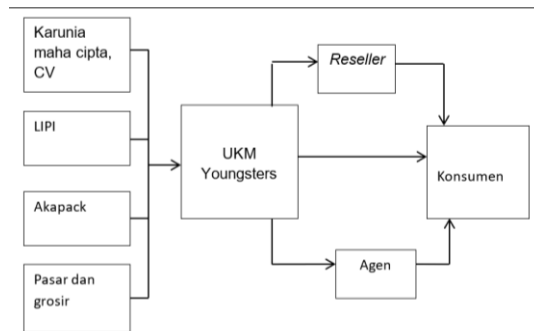 Karunia
maha cipta,
CV
LIPI
Akapack
Pasar dan
grosir
UKM
Youngsters
Reseller
Agen
Konsumen